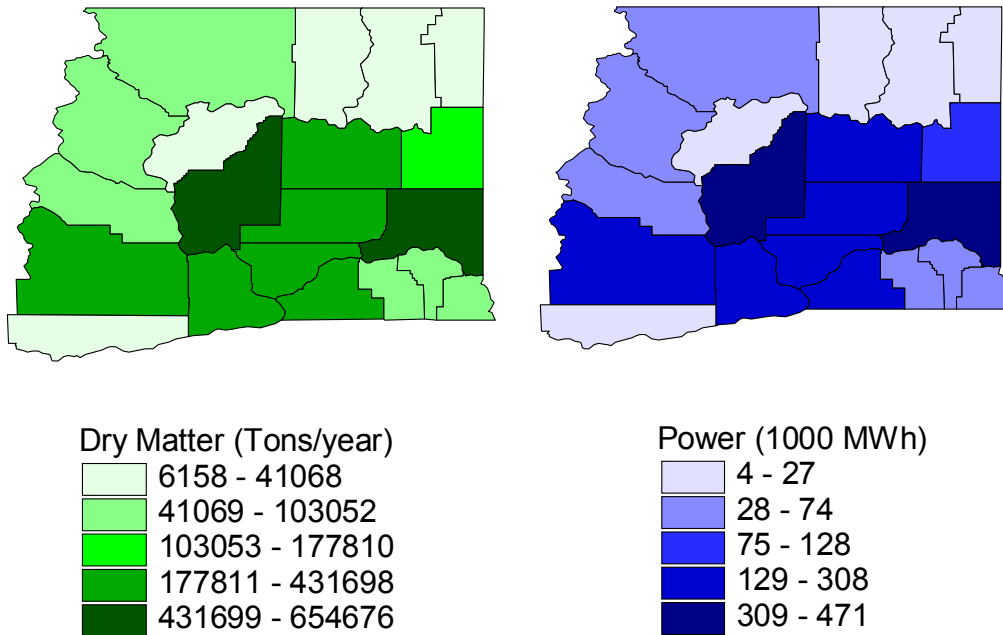 Dry Matter (Tons/year)
6158 - 41068
41069 - 103052
103053 - 177810
177811 - 431698
431699 - 654676
Power (1000 MWh)
4 - 27
28 - 74
75 - 128
129 - 308
309 - 471